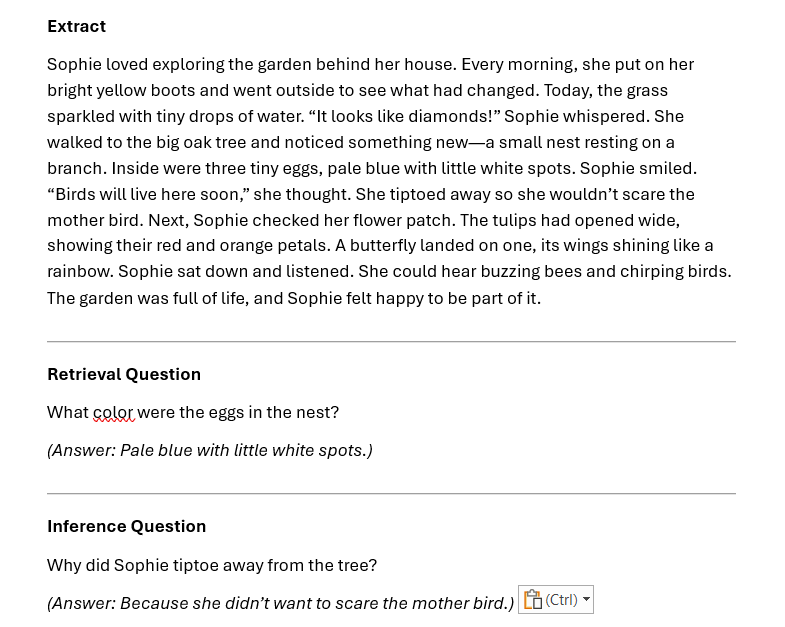 Extract
Sophie loved exploring the garden behind her house. Every morning, she put on her
bright yellow boots and went outside to see what had changed. Today, the grass
sparkled with tiny drops of water. “It looks like diamonds!” Sophie whispered. She
walked to the big oak tree and noticed something new—a small nest resting on a
branch. Inside were three tiny eggs, pale blue with little white spots. Sophie smiled.
“Birds will live here soon,” she thought. She tiptoed away so she wouldn’t scare the
mother bird. Next, Sophie checked her flower patch. The tulips had opened wide,
showing their red and orange petals. A butterfly landed on one, its wings shining like a
rainbow. Sophie sat down and listened. She could hear buzzing bees and chirping birds.
The garden was full of life, and Sophie felt happy to be part of it.
Retrieval Question
What color were the eggs in the nest?
(Answer: Pale blue with little white spots.)
Inference Question
Why did Sophie tiptoe away from the tree?
(Answer: Because she didn’t want to scare the mother bird.) (Ctrl)